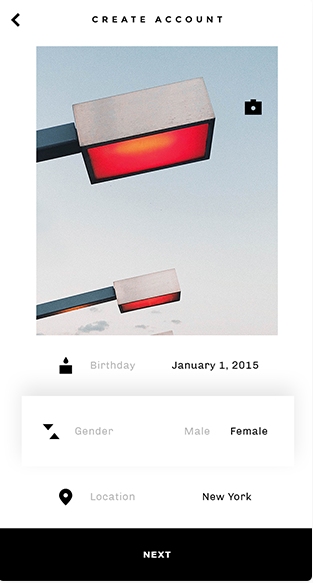 CREATE ACCOUNT
Birthday January 1, 2015
Gender Male Female
Location New York
NEXT